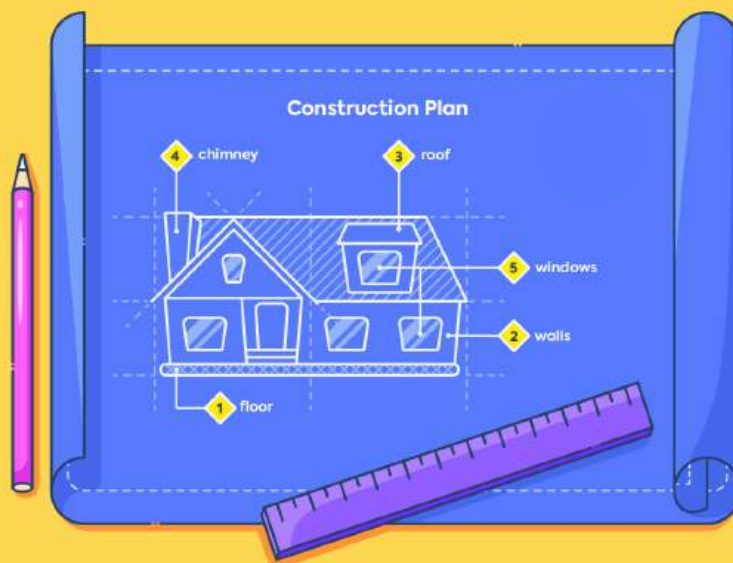 Construction Plan
4 chimney
3 roof
5 windows
2 walls
1 floor